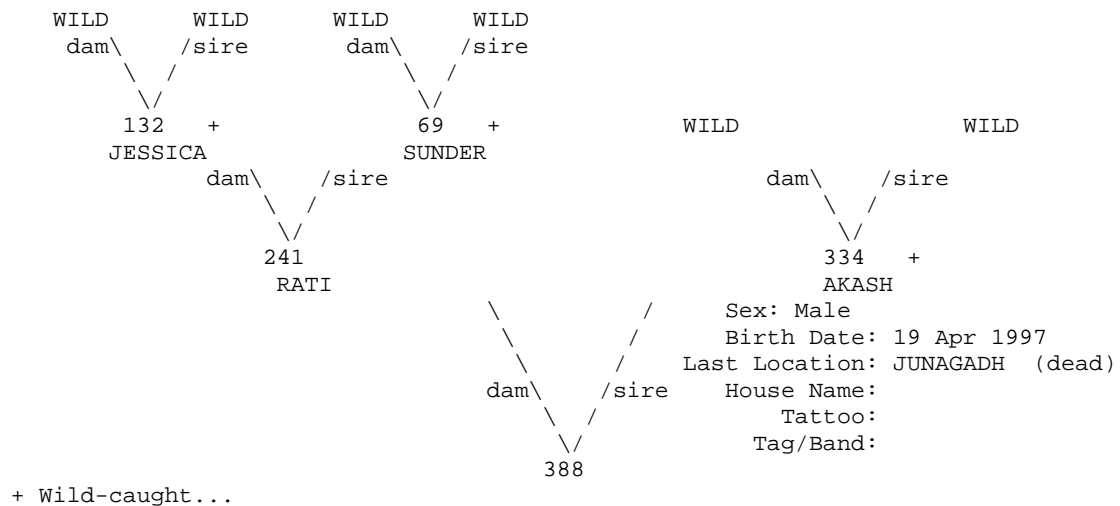 WILD WILD WILD WILD
dam\ /sire dam\ /sire
\ / \ /
\/ \/
132 + 69 + WILD WILD
JESSICA SUNDER
dam\ /sire dam\ /sire
\ / \ /
\/ \/
241 334 +
RATI AKASH
\ / Sex: Male
\ / Birth Date: 19 Apr 1997
\ / Last Location: JUNAGADH (dead)
dam\ /sire House Name:
\ / Tattoo:
\/ Tag/Band:
388
+ Wild-caught...